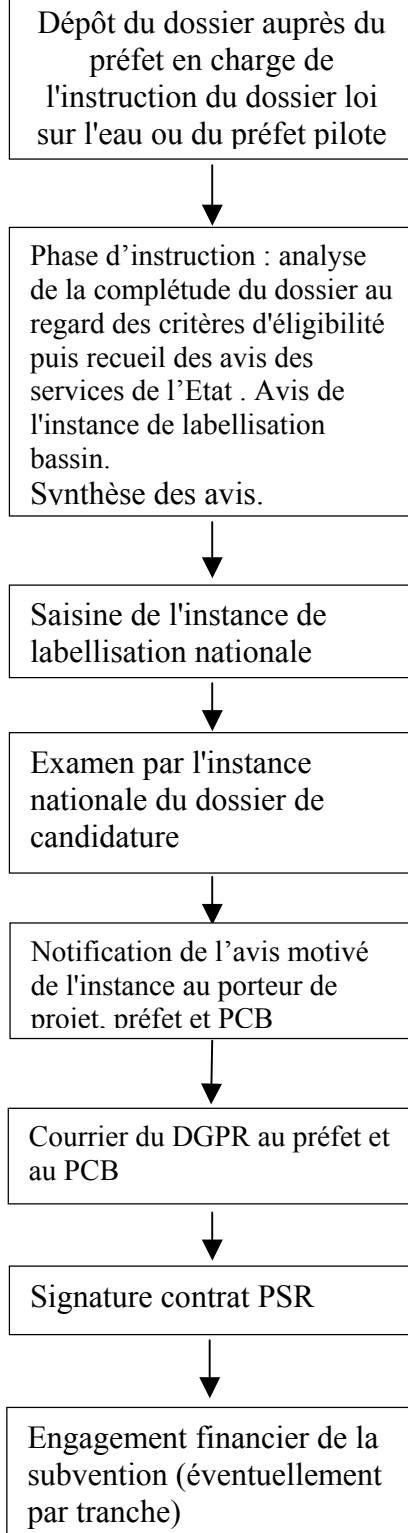 Dépôt du dossier auprès du
préfet en charge de
l'instruction du dossier loi
sur l'eau ou du préfet pilote
Phase d’instruction : analyse
de la complétude du dossier au
regard des critères d'éligibilité
puis recueil des avis des
services de l’Etat . Avis de
l'instance de labellisation
bassin.
Synthèse des avis.
Saisine de l'instance de
labellisation nationale
Examen par l'instance
nationale du dossier de
candidature
Notification de l’avis motivé
de l'instance au porteur de
projet, préfet et PCB
Courrier du DGPR au préfet et
au PCB
Signature contrat PSR
Engagement financier de la
subvention (éventuellement
par tranche)